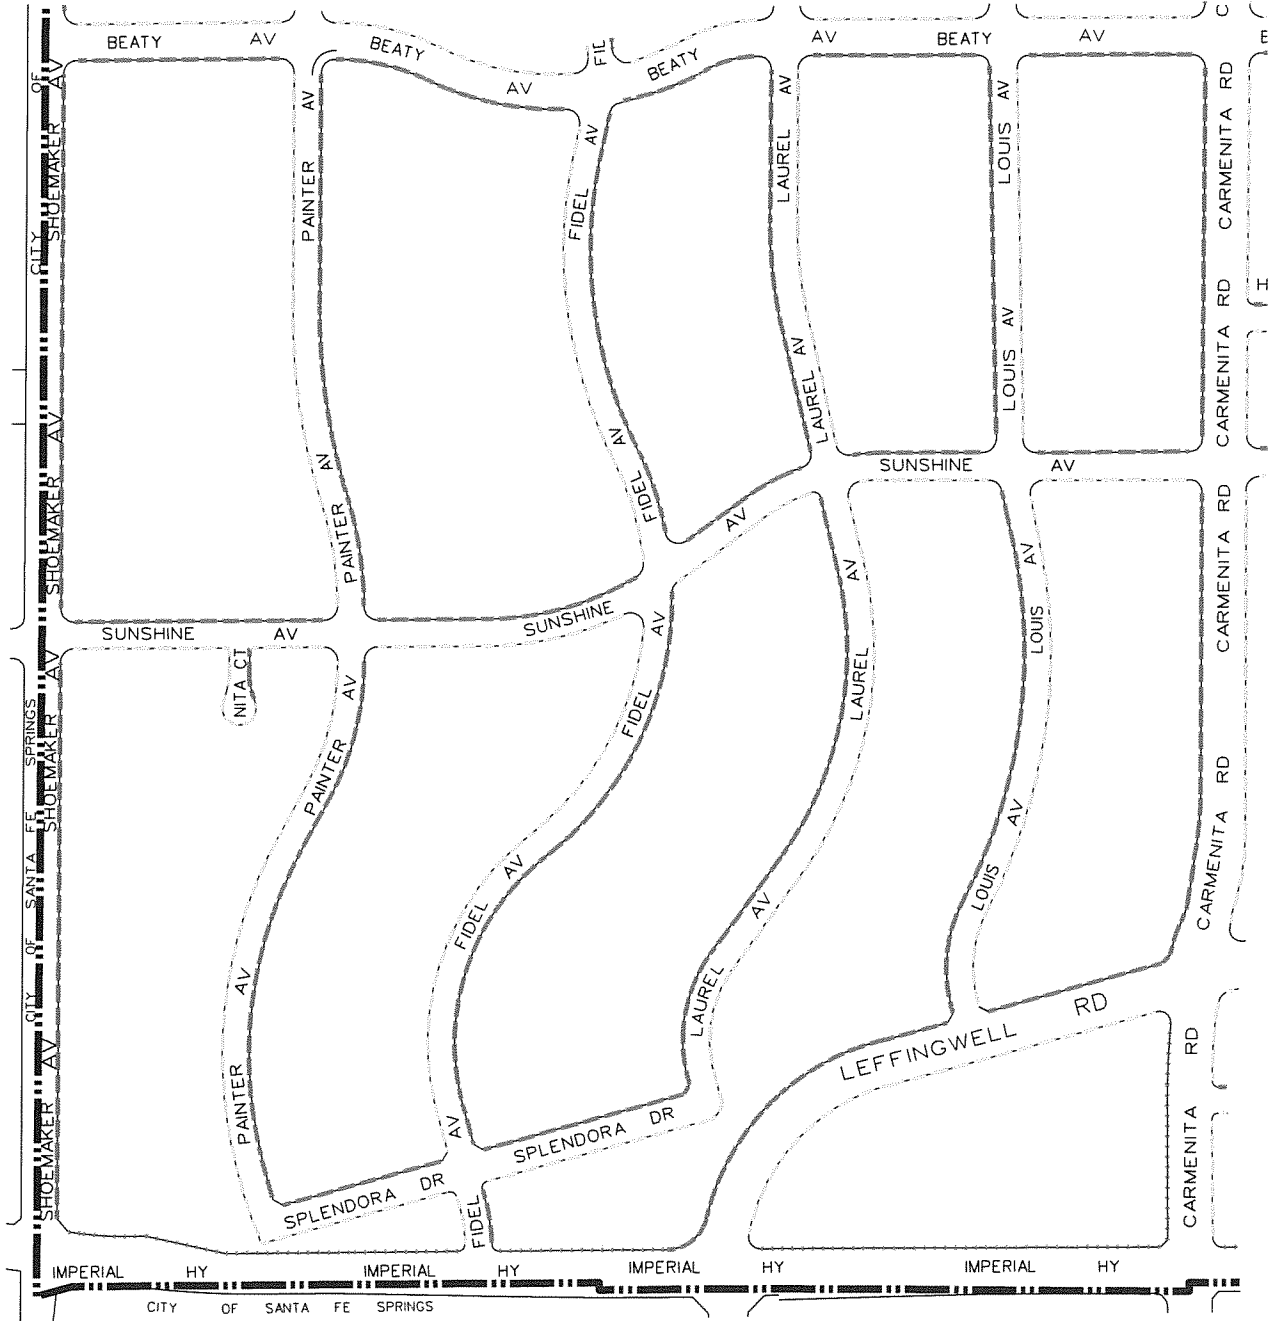 BEATY AV
BEATY AV
BEATY AV
BEATY AV
FIE
C
OF
CITY
SHOEMAKER AV
PAINTER AV
FIDEL AV
LAUREL AV
LOUIS AV
CARMENITA RD
H
LAUREL AV
LOUIS AV
CARMENITA RD
SHOEMAKER AV
PAINTER AV
FIDEL AV
SUNSHINE AV
AV
CARMENITA RD
SUNSHINE AV
SUNSHINE
NITA CT
PAINTER AV
FIDEL AV
LAUREL AV
LOUIS AV
SHOEMAKER AV
CITY OF SANTA FE SPRINGS
FIDEL AV
LAUREL AV
LOUIS AV
CARMENITA RD
PAINTER AV
LEFFINGWELL RD
SHOEMAKER AV
AV
SPLENDORA DR
SPLENDORA DR
FIDEL
CARMENITA RD
IMPERIAL HY
IMPERIAL HY
IMPERIAL HY
IMPERIAL HY
CITY OF SANTA FE SPRINGS